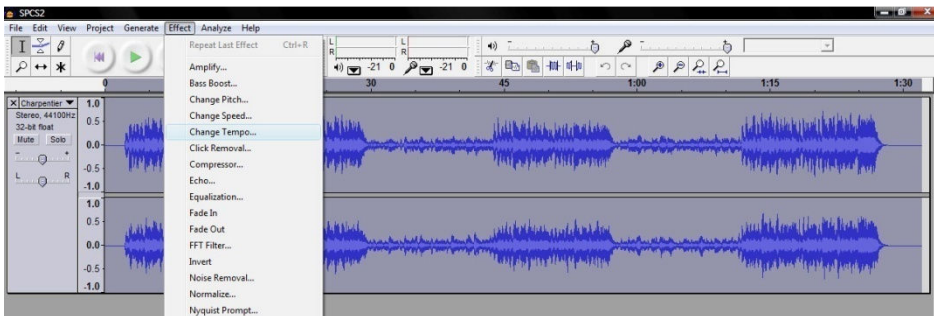 SPCS2
File Edit View Project Generate Effect Analyze Help
Repeat Last Effect Ctrl+R
Amplify...
Bass Boost...
Change Pitch...
Change Speed...
Change Tempo...
Click Removal...
Compressor...
Echo...
Equalization...
Fade In
Fade Out
FFT Filter...
Invert
Noise Removal...
Normalize...
Nyquist Prompt...
L L
R R
-21 0 -21 0
0 30 45 1:00 1:15 1:30
Charpentier
Stereo, 44100Hz
32-bit float
Mute Solo
- +
L R
1.0
0.5
0.0
-0.5
-1.0
1.0
0.5
0.0
-0.5
-1.0